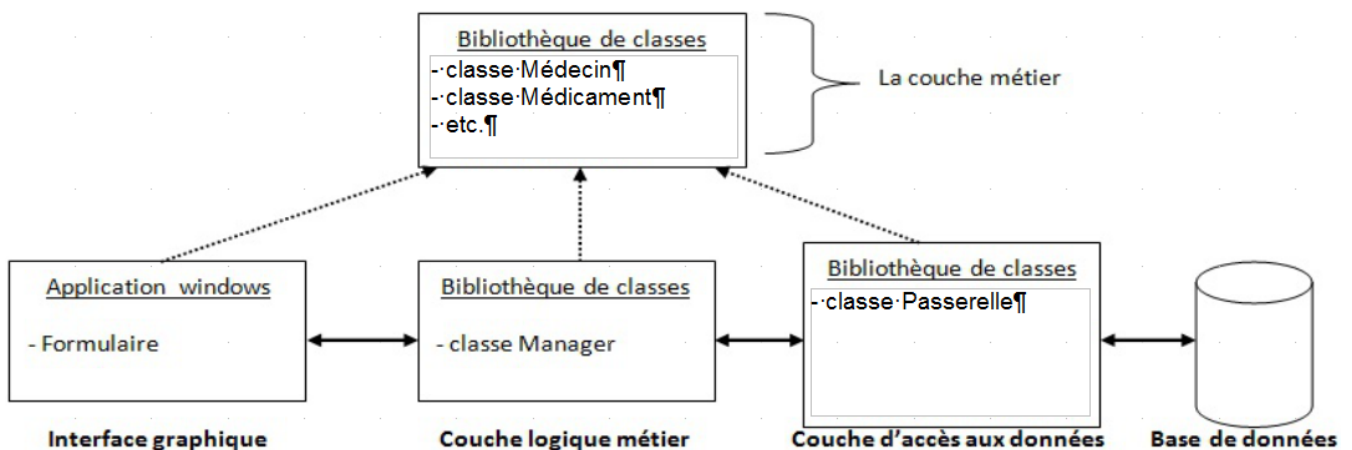 Bibliothèque de classes
-·classe·Médecin¶
-·classe·Médicament¶
-·etc.¶
La couche métier
Application windows
- Formulaire
Bibliothèque de classes
- classe Manager
Bibliothèque de classes
-·classe·Passerelle¶
Interface graphique
Couche logique métier
Couche d'accès aux données
Base de données